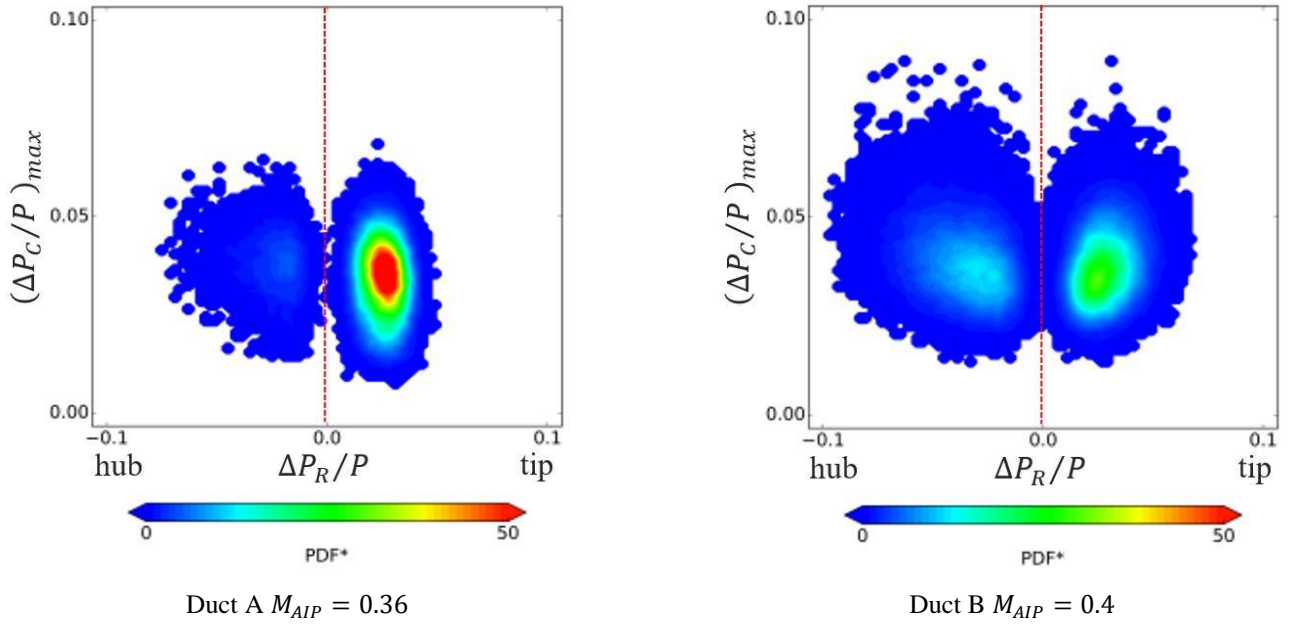 0.10
(ΔP_C/P )_max
0.05
0.00
−0.1 0.0 0.1
hub ΔP_R/P tip
0 50
PDF*
Duct A M_AIP = 0.36
0.10
(ΔP_C/P )_max
0.05
0.00
−0.1 0.0 0.1
hub ΔP_R/P tip
0 50
PDF*
Duct B M_AIP = 0.4